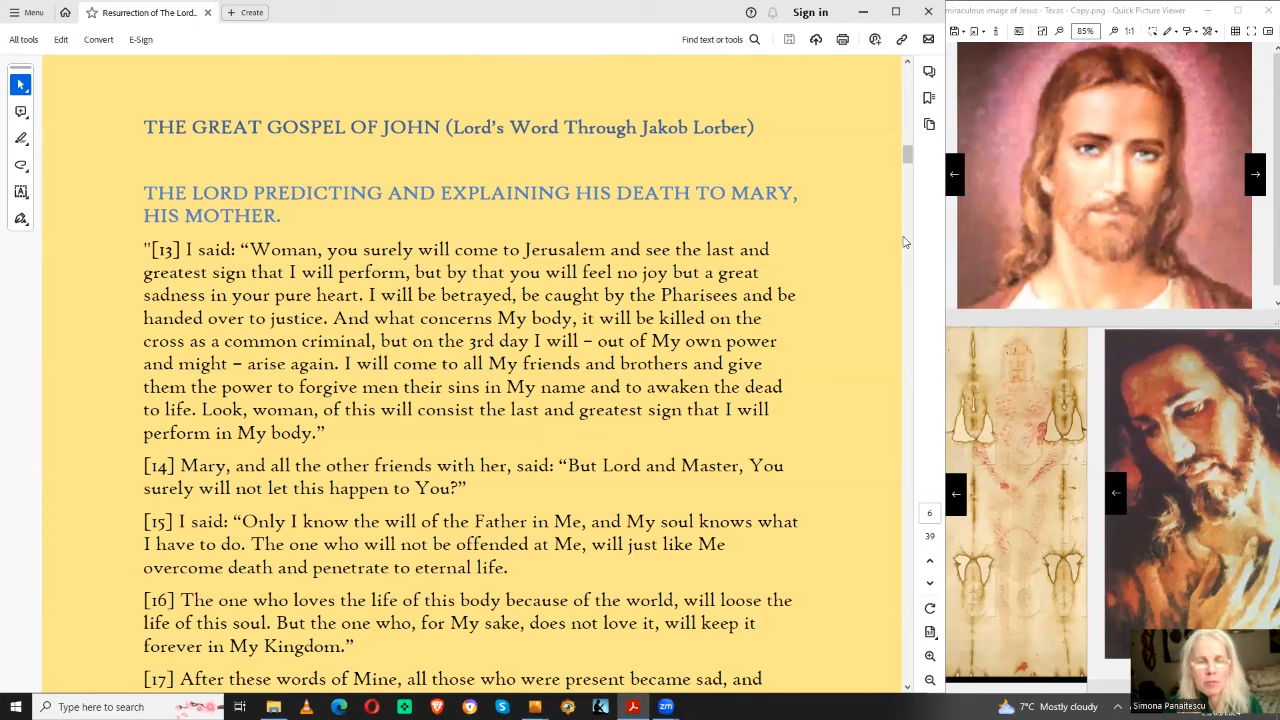 Menu
Resurection of The Lord...
Create
Sign in
All tools
Edit
Convert
E-Sign
Find text or tools
THE GREAT GOSPEL OF JOHN (Lord's Word Through Jakob Lorber)
THE LORD PREDICTING AND EXPLAINING HIS DEATH TO MARY,
HIS MOTHER.
"[13] I said: “Woman, you surely will come to Jerusalem and see the last and
greatest sign that I will perform, but by that you will feel no joy but a great
sadness in your pure heart. I will be betrayed, be caught by the Pharisees and be
handed over to justice. And what concerns My body, it will be killed on the
cross as a common criminal, but on the 3rd day I will – out of My own power
and might – arise again. I will come to all My friends and brothers and give
them the power to forgive men their sins in My name and to awaken the dead
to life. Look, woman, of this will consist the last and greatest sign that I will
perform in My body.”
[14] Mary, and all the other friends with her, said: “But Lord and Master, You
surely will not let this happen to You?”
[15] I said: “Only I know the will of the Father in Me, and My soul knows what
I have to do. The one who will not be offended at Me, will just like Me
overcome death and penetrate to eternal life.
[16] The one who loves the life of this body because of the world, will loose the
life of this soul. But the one who, for My sake, does not love it, will keep it
forever in My Kingdom.”
[17] After these words of Mine, all those who were present became sad, and
6
39
miraculous image of Jesus - Texas - Copy.png - Quick Picture Viewer
85%
1:1
Simona Panaitescu
Type here to search
7°C Mostly cloudy